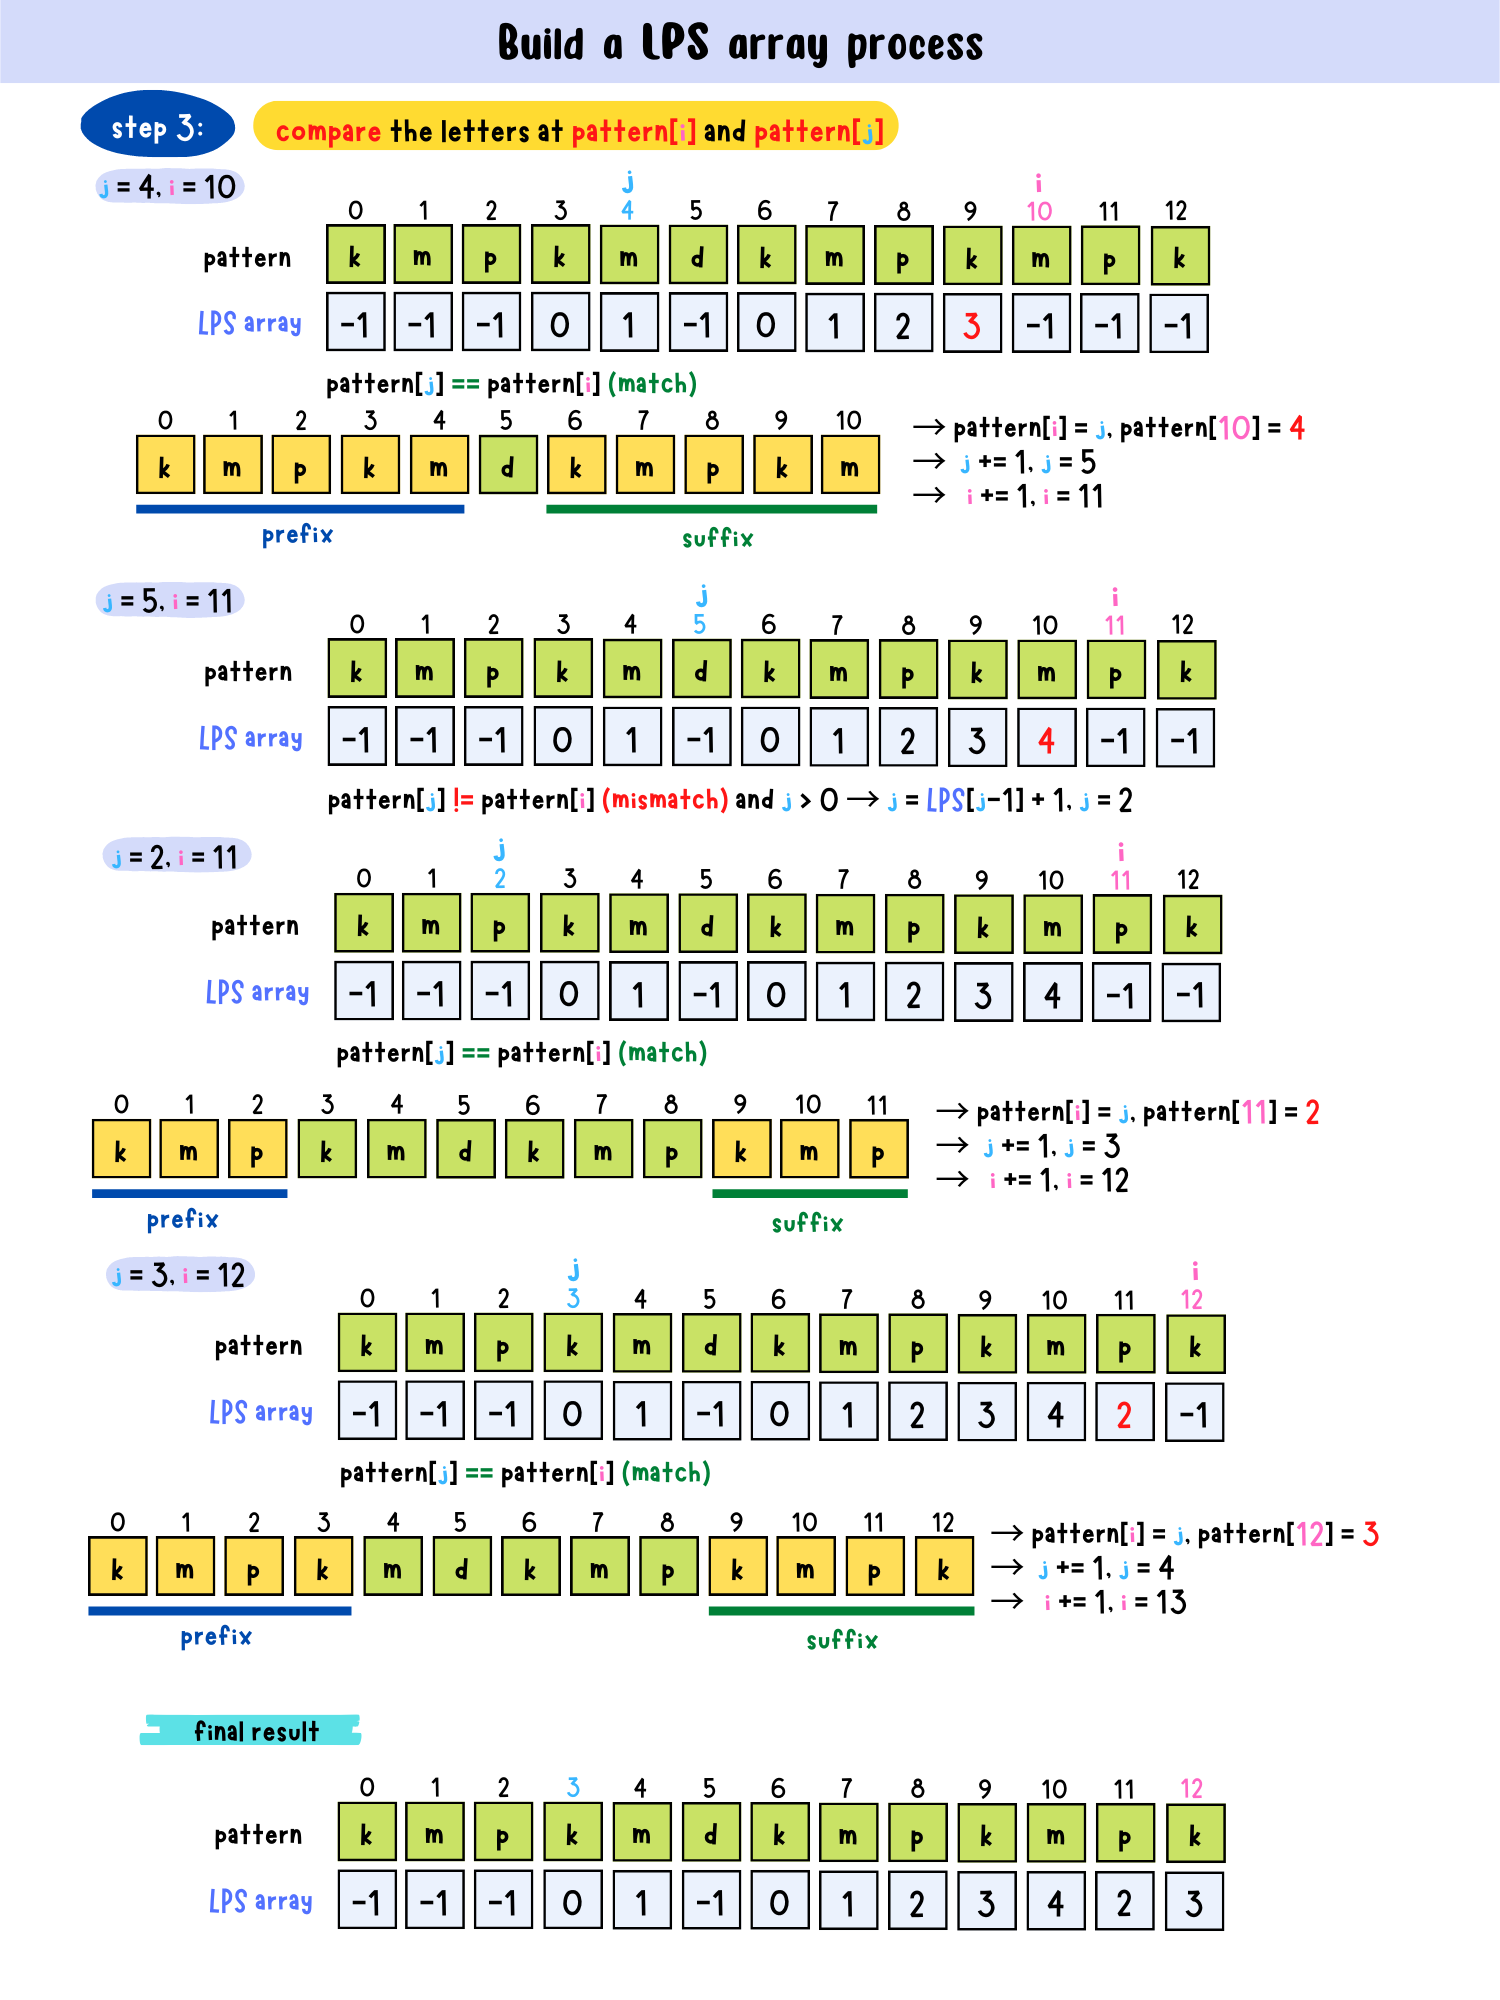 Build a LPS array process
step 3:
compare the letters at pattern[i] and pattern[j]
j = 4, i = 10
j i
0 1 2 3 4 5 6 7 8 9 10 11 12
pattern k m p k m d k m p k m p k
LPS array -1 -1 -1 0 1 -1 0 1 2 3 -1 -1 -1
pattern[j] == pattern[i] (match)
0 1 2 3 4 5 6 7 8 9 10
k m p k m d k m p k m
prefix suffix
→ pattern[i] = j, pattern[10] = 4
→ j += 1, j = 5
→ i += 1, i = 11
j = 5, i = 11
j i
0 1 2 3 4 5 6 7 8 9 10 11 12
pattern k m p k m d k m p k m p k
LPS array -1 -1 -1 0 1 -1 0 1 2 3 4 -1 -1
pattern[j] != pattern[i] (mismatch) and j > 0 → j = LPS[j-1] + 1, j = 2
j = 2, i = 11
j i
0 1 2 3 4 5 6 7 8 9 10 11 12
pattern k m p k m d k m p k m p k
LPS array -1 -1 -1 0 1 -1 0 1 2 3 4 -1 -1
pattern[j] == pattern[i] (match)
0 1 2 3 4 5 6 7 8 9 10 11
k m p k m d k m p k m p
prefix suffix
→ pattern[i] = j, pattern[11] = 2
→ j += 1, j = 3
→ i += 1, i = 12
j = 3, i = 12
j i
0 1 2 3 4 5 6 7 8 9 10 11 12
pattern k m p k m d k m p k m p k
LPS array -1 -1 -1 0 1 -1 0 1 2 3 4 2 -1
pattern[j] == pattern[i] (match)
0 1 2 3 4 5 6 7 8 9 10 11 12
k m p k m d k m p k m p k
prefix suffix
→ pattern[i] = j, pattern[12] = 3
→ j += 1, j = 4
→ i += 1, i = 13
final result
0 1 2 3 4 5 6 7 8 9 10 11 12
pattern k m p k m d k m p k m p k
LPS array -1 -1 -1 0 1 -1 0 1 2 3 4 2 3